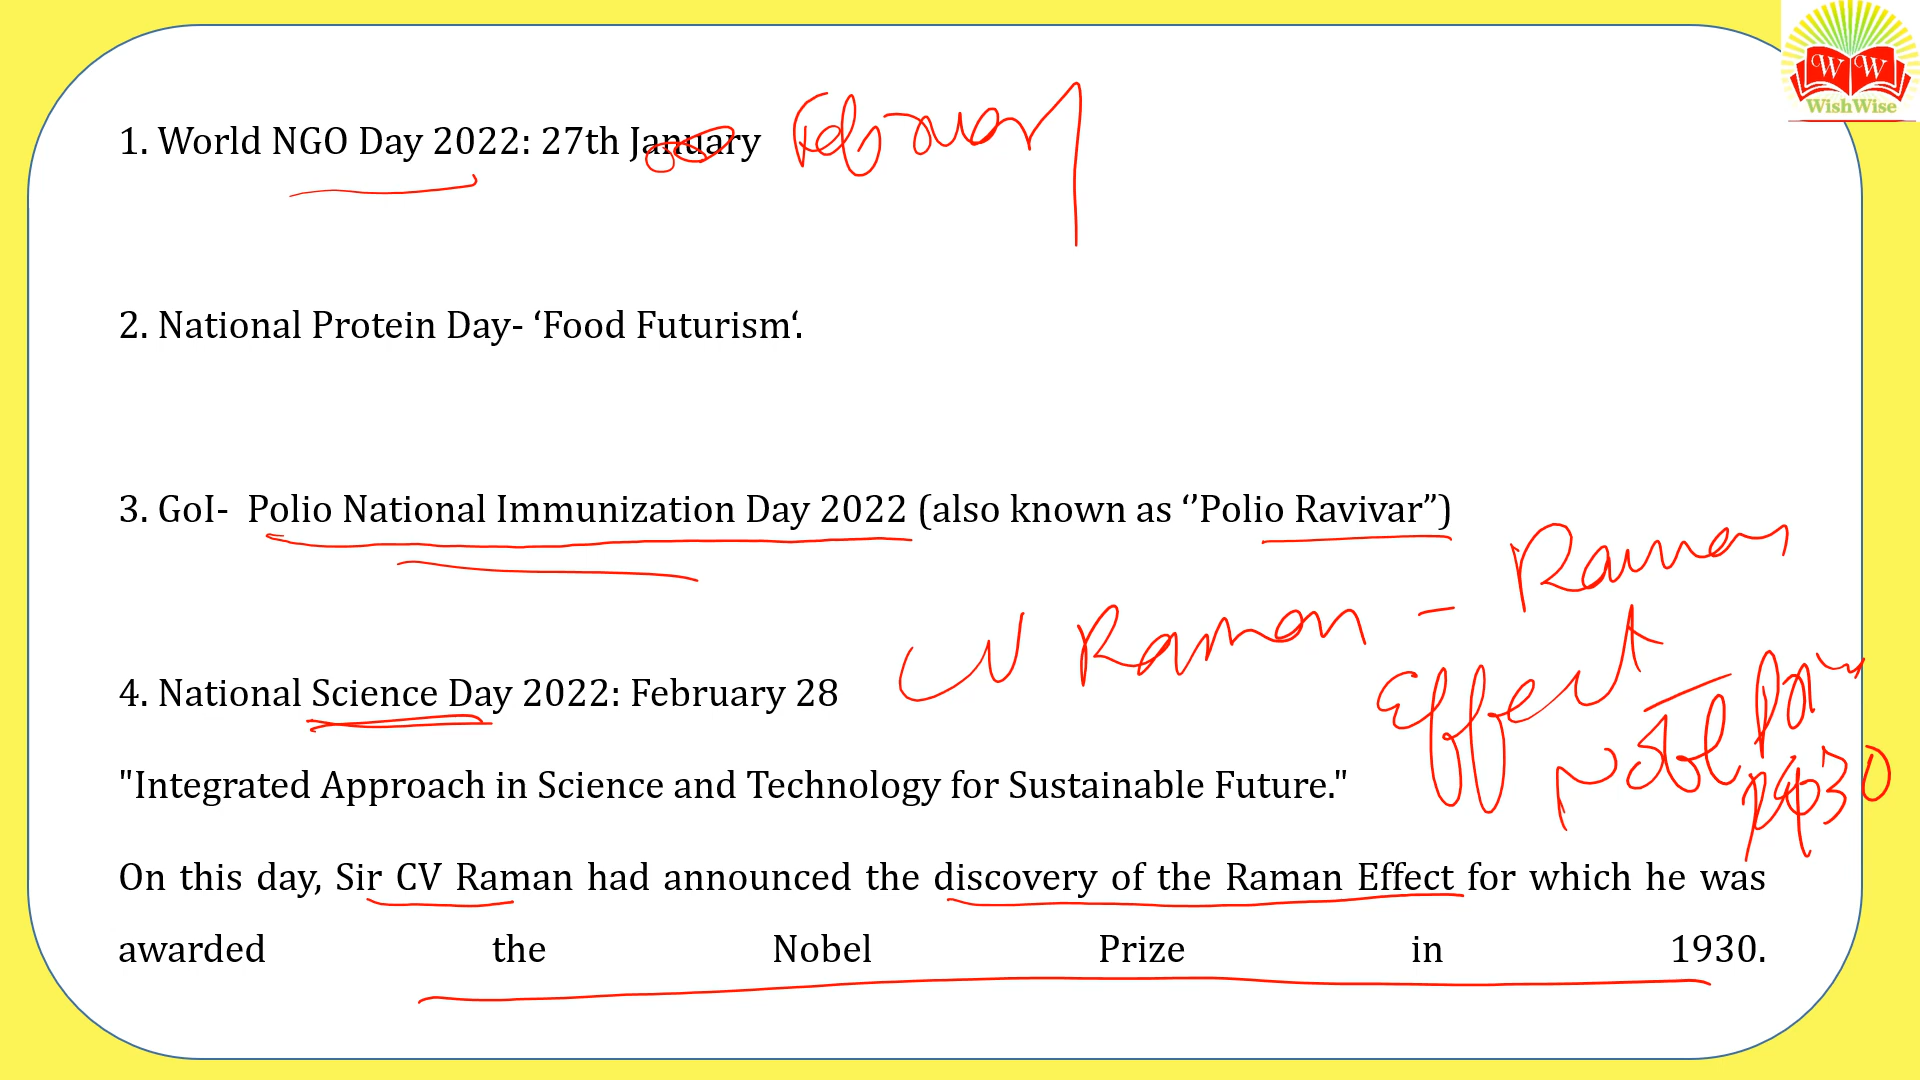 W W
WishWise
1. World NGO Day 2022: 27th January February
2. National Protein Day- ‘Food Futurism‘.
3. GoI-  Polio National Immunization Day 2022 (also known as ‘’Polio Ravivar”)
CV Raman - Raman
Effect
Nobel
1930
4. National Science Day 2022: February 28
"Integrated Approach in Science and Technology for Sustainable Future."
On this day, Sir CV Raman had announced the discovery of the Raman Effect for which he was
awarded the Nobel Prize in 1930.